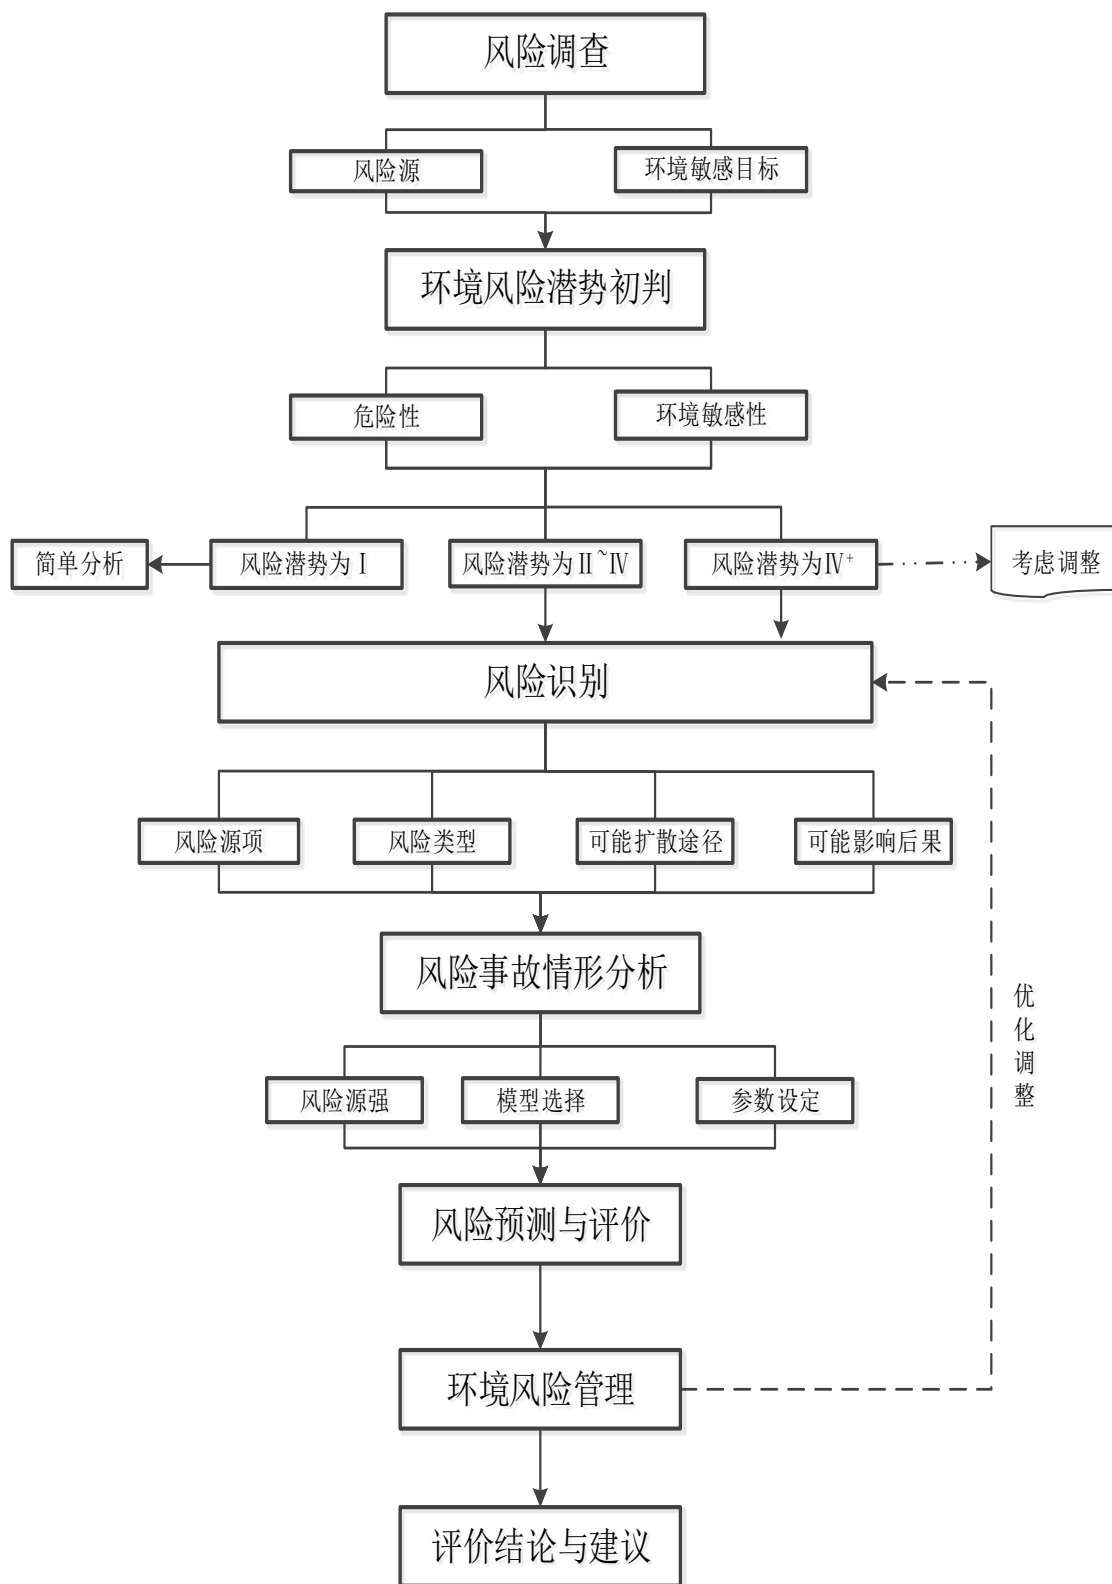 风险调查
风险源
环境敏感目标
环境风险潜势初判
危险性
环境敏感性
简单分析
风险潜势为Ⅰ
风险潜势为Ⅱ~Ⅳ
风险潜势为Ⅳ⁺
考虑调整
风险识别
风险源项
风险类型
可能扩散途径
可能影响后果
风险事故情形分析
优化调整
风险源强
模型选择
参数设定
风险预测与评价
环境风险管理
评价结论与建议